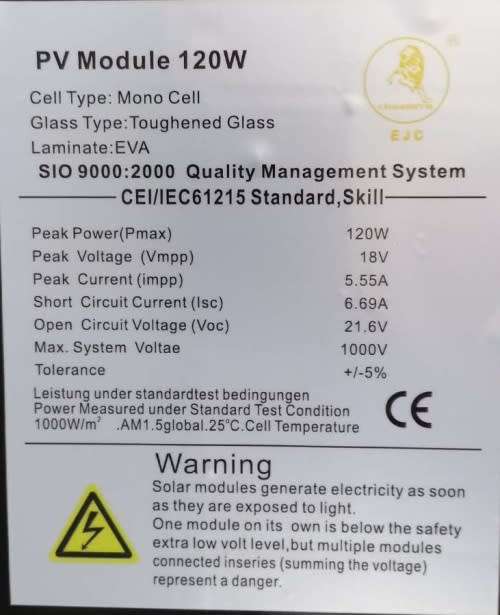 PV Module 120W
®
EJC
Cell Type: Mono Cell
Glass Type:Toughened Glass
Laminate:EVA
SIO 9000:2000 Quality Management System
CEI/IEC61215 Standard,Skill
Peak Power(Pmax) 120W
Peak Voltage (Vmpp) 18V
Peak Current (impp) 5.55A
Short Circuit Current (Isc) 6.69A
Open Circuit Voltage (Voc) 21.6V
Max. System Voltae 1000V
Tolerance +/-5%
Leistung under standardtest bedingungen
Power Measured under Standard Test Condition
1000W/m² .AM1.5global.25°C.Cell Temperature
CE
Warning
Solar modules generate electricity as soon
as they are exposed to light.
One module on its own is below the safety
extra low volt level,but multiple modules
connected inseries (summing the voltage)
represent a danger.